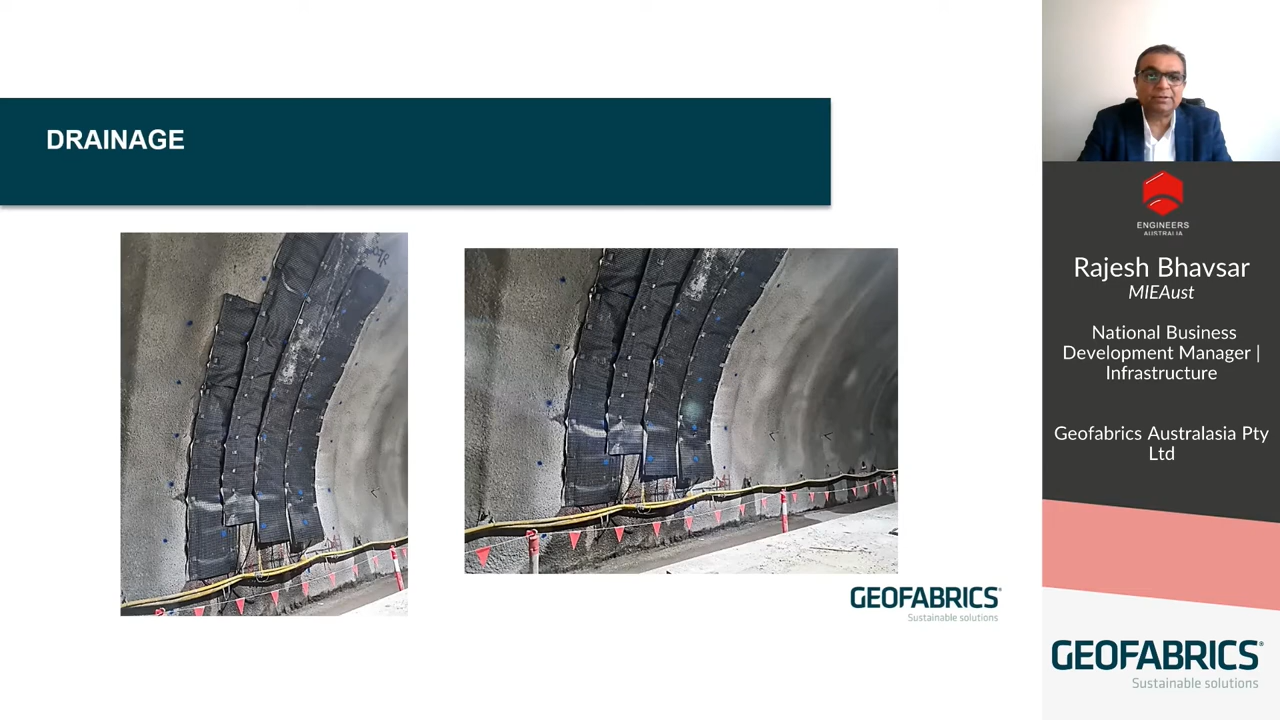 DRAINAGE
GEOFABRICS®
Sustainable solutions
ENGINEERS
AUSTRALIA
Rajesh Bhavsar
MIEAust
National Business
Development Manager |
Infrastructure
Geofabrics Australasia Pty
Ltd
GEOFABRICS®
Sustainable solutions